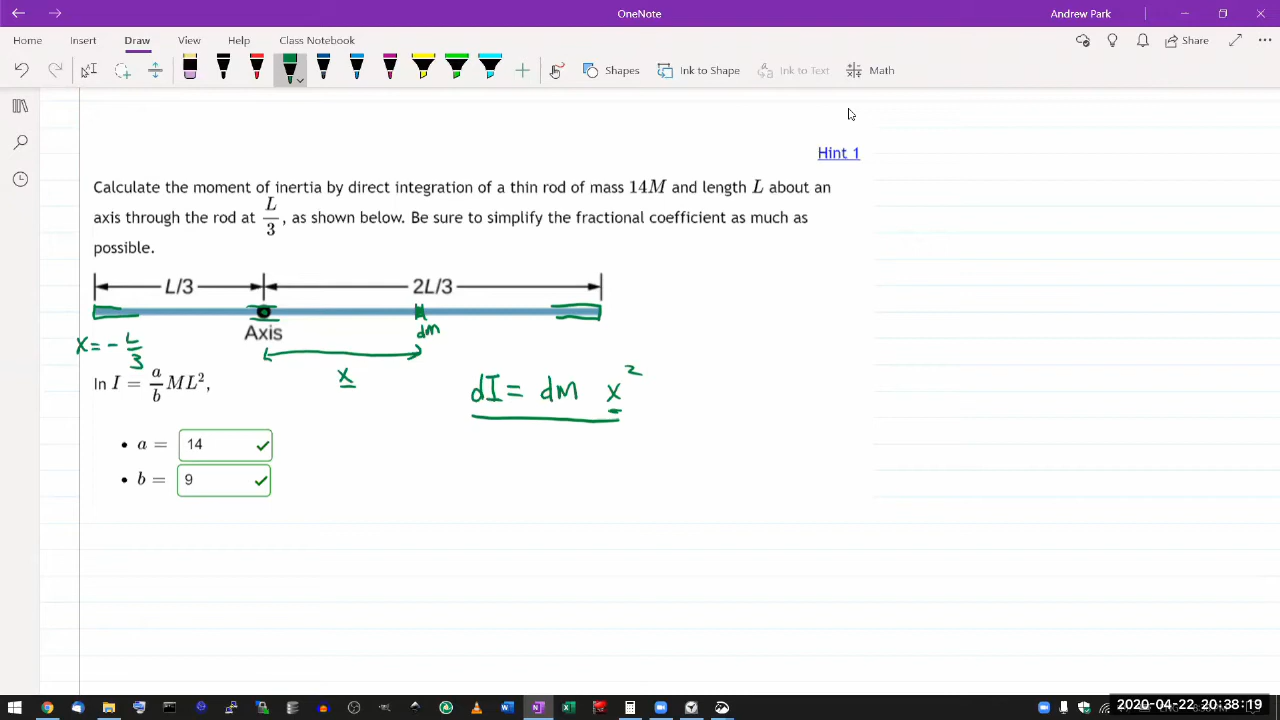 OneNote
Andrew Park
Home Insert Draw View Help Class Notebook
Share
Shapes Ink to Shape Ink to Text Math
Hint 1
Calculate the moment of inertia by direct integration of a thin rod of mass 14M and length L about an
axis through the rod at L/3, as shown below. Be sure to simplify the fractional coefficient as much as
possible.
L/3 2L/3
Axis
dm
x = - L/3
x
In I = a/b ML²,
dI = dm x²
• a = 14
• b = 9
2020-04-22 20:38:19